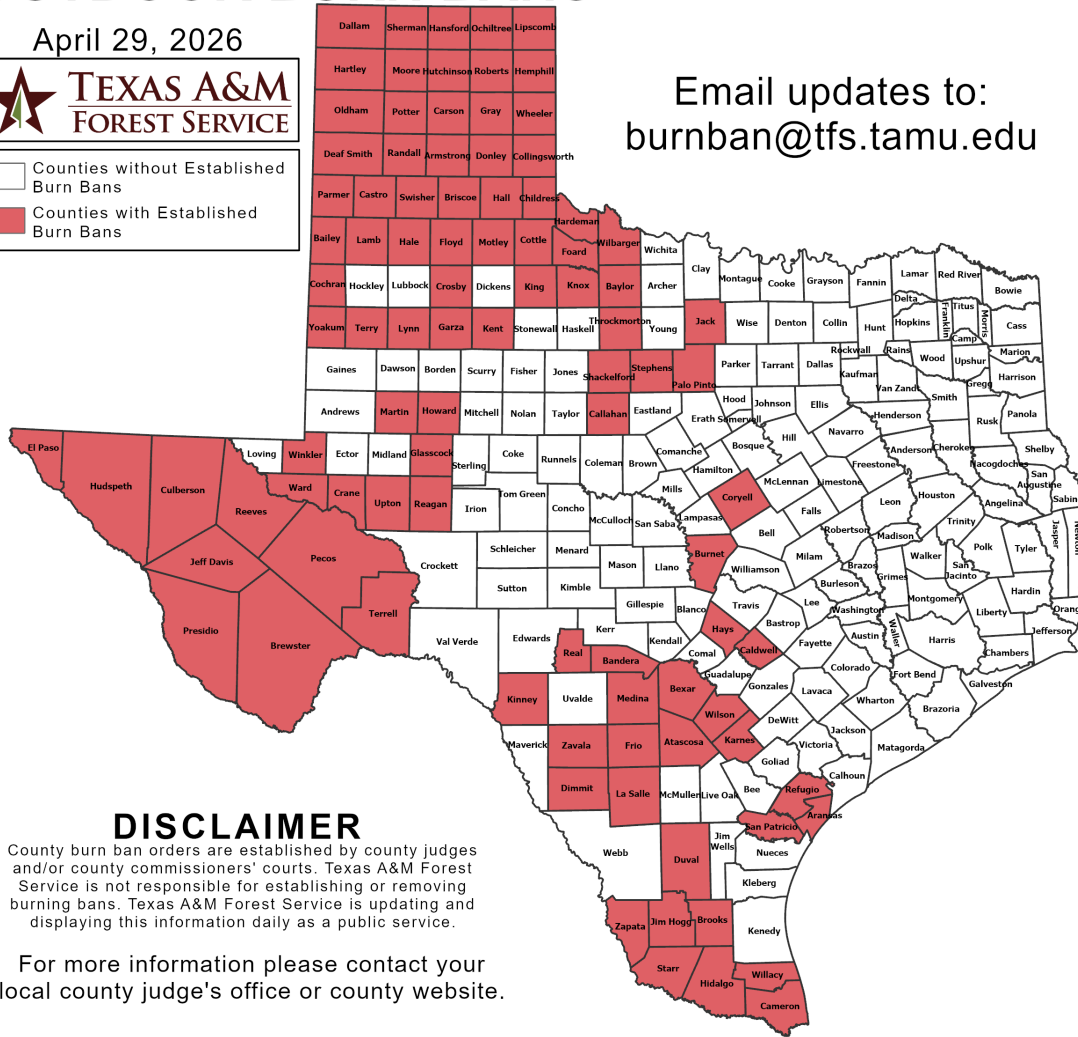 April 29, 2026
TEXAS A&M
FOREST SERVICE
Counties without Established
Burn Bans
Counties with Established
Burn Bans
Email updates to:
burnban@tfs.tamu.edu
Dallam Sherman Hansford Ochiltree Lipscomb
Hartley Moore Hutchinson Roberts Hemphill
Oldham Potter Carson Gray Wheeler
Deaf Smith Randall Armstrong Donley Collingsworth
Parmer Castro Swisher Briscoe Hall Childress
Hardeman
Bailey Lamb Hale Floyd Motley Cottle Foard Wilbarger Wichita
Clay Montague Cooke Grayson Fannin Lamar Red River Bowie
Cochran Hockley Lubbock Crosby Dickens King Knox Baylor Archer
Delta Franklin Titus Morris Cass
Yoakum Terry Lynn Garza Kent Stonewall Haskell Throckmorton Young Jack Wise Denton Collin Hunt Hopkins
Camp
Rockwall Rains Wood Upshur Marion
Gaines Dawson Borden Scurry Fisher Jones Shackelford Stephens Palo Pinto Parker Tarrant Dallas Kaufman Van Zandt Gregg Harrison
Andrews Martin Howard Mitchell Nolan Taylor Callahan Eastland Erath Hood Somervell Johnson Ellis Henderson Smith Rusk Panola
El Paso Loving Winkler Ector Midland Glasscock Sterling Coke Runnels Coleman Brown Comanche Bosque Hill Navarro Anderson Cherokee Nacogdoches Shelby
Hudspeth Culberson Reeves Ward Crane Upton Reagan Irion Tom Green Concho McCulloch San Saba Mills Hamilton Coryell McLennan Limestone Freestone Leon Houston Angelina San Augustine Sabin
Lampasas Falls Robertson Madison Trinity Polk Tyler Jasper Newton
Jeff Davis Pecos Crockett Schleicher Menard Mason Llano Burnet Bell Milam Brazos Grimes Walker San Jacinto
Presidio Brewster Terrell Sutton Kimble Gillespie Blanco Williamson Burleson Washington Montgomery Liberty Hardin Orang
Travis Lee Bastrop Austin Waller Harris Chambers Jefferson
Val Verde Edwards Kerr Kendall Hays Caldwell Fayette
Real Bandera Comal Guadalupe Colorado Fort Bend Galveston
Kinney Uvalde Medina Bexar Wilson Gonzales Lavaca Wharton Brazoria
Maverick Zavala Frio Atascosa Karnes DeWitt Victoria Jackson Matagorda
Dimmit La Salle McMullen Live Oak Bee Goliad Refugio Calhoun
Webb Duval Jim Wells San Patricio Aransas Nueces
Kleberg
Zapata Jim Hogg Brooks Kenedy
Starr Hidalgo Willacy
Cameron
DISCLAIMER
County burn ban orders are established by county judges
and/or county commissioners' courts. Texas A&M Forest
Service is not responsible for establishing or removing
burning bans. Texas A&M Forest Service is updating and
displaying this information daily as a public service.
For more information please contact your
local county judge's office or county website.